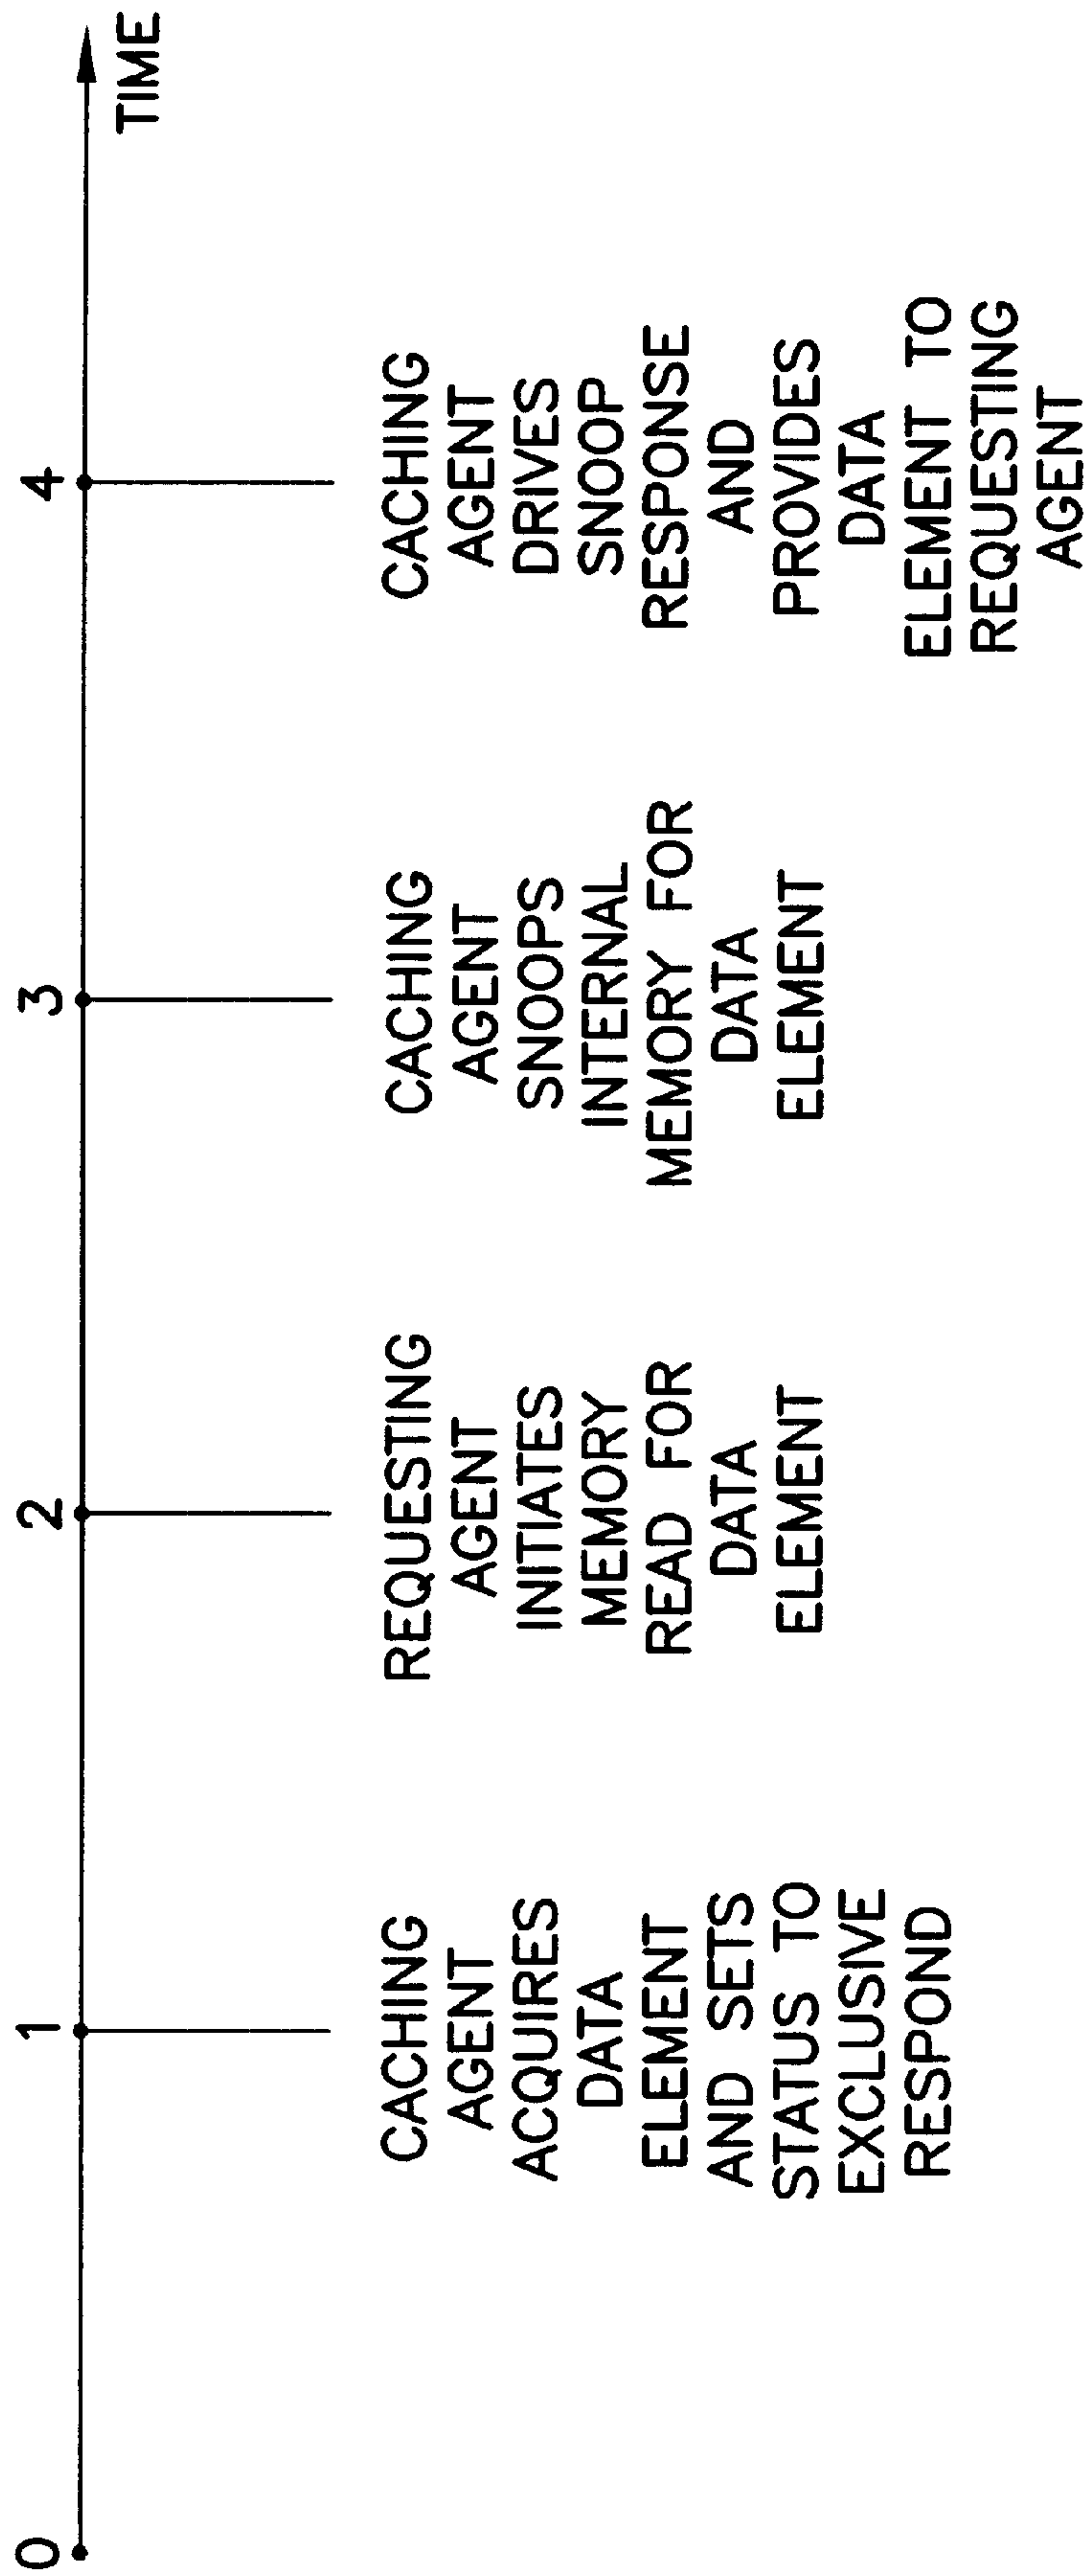 0
1
2
3
4
TIME
CACHING
AGENT
ACQUIRES
DATA
ELEMENT
AND SETS
STATUS TO
EXCLUSIVE
RESPOND
REQUESTING
AGENT
INITIATES
MEMORY
READ FOR
DATA
ELEMENT
CACHING
AGENT
SNOOPS
INTERNAL
MEMORY FOR
DATA
ELEMENT
CACHING
AGENT
DRIVES
SNOOP
RESPONSE
AND
PROVIDES
DATA
ELEMENT TO
REQUESTING
AGENT